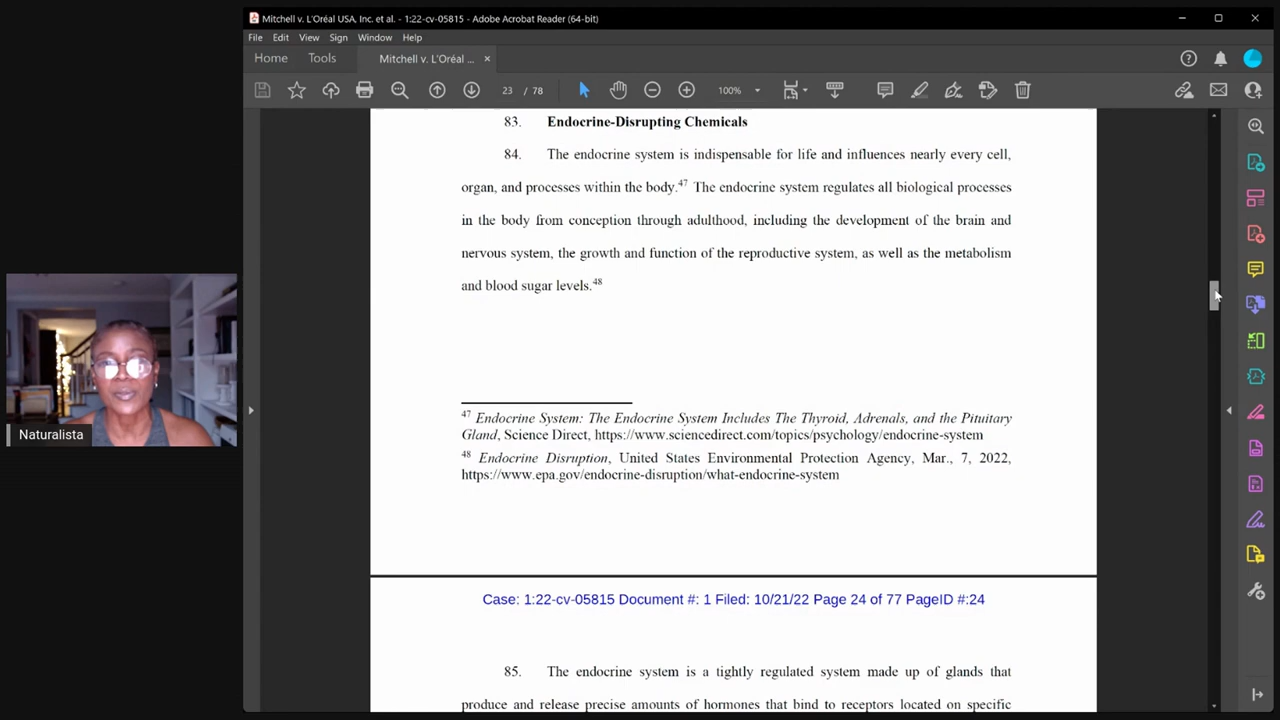 Mitchell v. L'Oréal USA, Inc. et al. - 1:22-cv-05815 - Adobe Acrobat Reader (64-bit)
File Edit View Sign Window Help
Home Tools Mitchell v. L'Oréal ... ×
23 / 78 100%
83. Endocrine-Disrupting Chemicals
84. The endocrine system is indispensable for life and influences nearly every cell,
organ, and processes within the body.47 The endocrine system regulates all biological processes
in the body from conception through adulthood, including the development of the brain and
nervous system, the growth and function of the reproductive system, as well as the metabolism
and blood sugar levels.48
47 Endocrine System: The Endocrine System Includes The Thyroid, Adrenals, and the Pituitary
Gland, Science Direct, https://www.sciencedirect.com/topics/psychology/endocrine-system
48 Endocrine Disruption, United States Environmental Protection Agency, Mar., 7, 2022,
https://www.epa.gov/endocrine-disruption/what-endocrine-system
Case: 1:22-cv-05815 Document #: 1 Filed: 10/21/22 Page 24 of 77 PageID #:24
85. The endocrine system is a tightly regulated system made up of glands that
produce and release precise amounts of hormones that bind to receptors located on specific
Naturalista